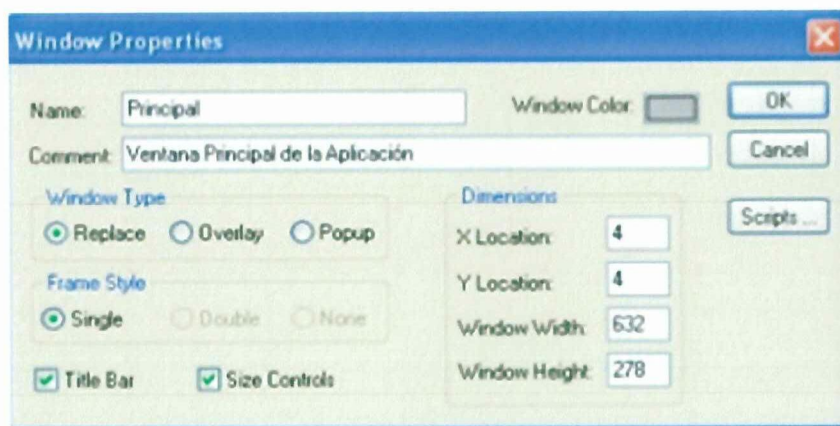 Window Properties
Name: Principal Window Color: OK
Comment: Ventana Principal de la Aplicación Cancel
Window Type Dimensions Scripts ...
Replace Overlay Popup X Location: 4
Frame Style Y Location: 4
Single Double None Window Width: 632
Title Bar Size Controls Window Height: 278